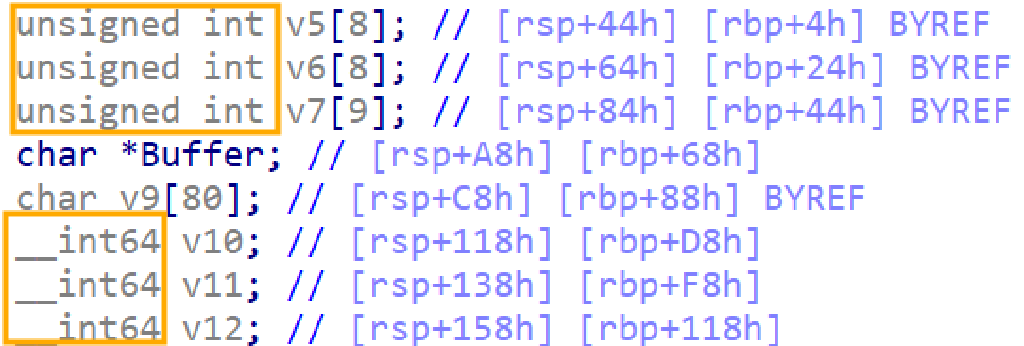 unsigned int v5[8]; // [rsp+44h] [rbp+4h] BYREF
unsigned int v6[8]; // [rsp+64h] [rbp+24h] BYREF
unsigned int v7[9]; // [rsp+84h] [rbp+44h] BYREF
char *Buffer; // [rsp+A8h] [rbp+68h]
char v9[80]; // [rsp+C8h] [rbp+88h] BYREF
__int64 v10; // [rsp+118h] [rbp+D8h]
__int64 v11; // [rsp+138h] [rbp+F8h]
__int64 v12; // [rsp+158h] [rbp+118h]